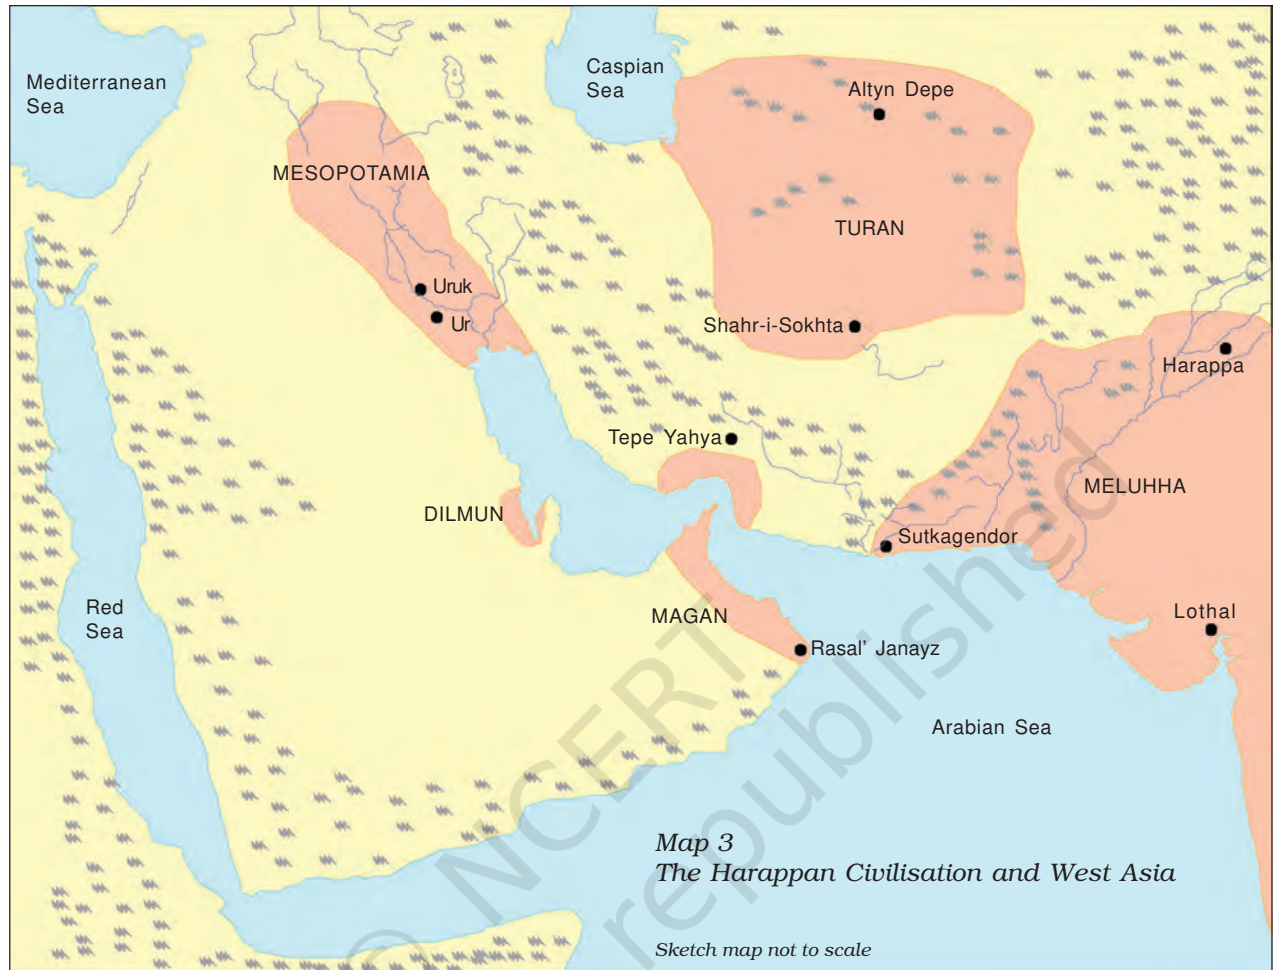 Mediterranean
Sea
Caspian
Sea
Altyn Depe
MESOPOTAMIA
TURAN
Uruk
Ur
Shahr-i-Sokhta
Harappa
Tepe Yahya
MELUHHA
DILMUN
Sutkagendor
Red
Sea
MAGAN
Lothal
Rasal' Janayz
Arabian Sea
Map 3
The Harappan Civilisation and West Asia
Sketch map not to scale
© NCERT
republished